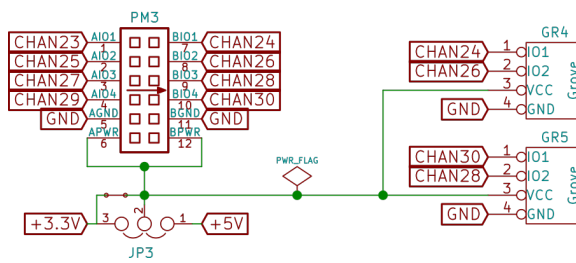 PM3
CHAN23 AIO1 1 BIO1 7 CHAN24
CHAN25 AIO2 2 BIO2 8 CHAN26
CHAN27 AIO3 3 BIO3 9 CHAN28
CHAN29 AIO4 4 BIO4 10 CHAN30
GND AGND 5 BGND 11 GND
APWR 6 BPWR 12
GR4
CHAN24 1 IO1
CHAN26 2 IO2
3 VCC
GND 4 GND
Grove
GR5
CHAN30 1 IO1
CHAN28 2 IO2
3 VCC
GND 4 GND
Grove
PWR_FLAG
+3.3V 3 2 1 +5V
JP3